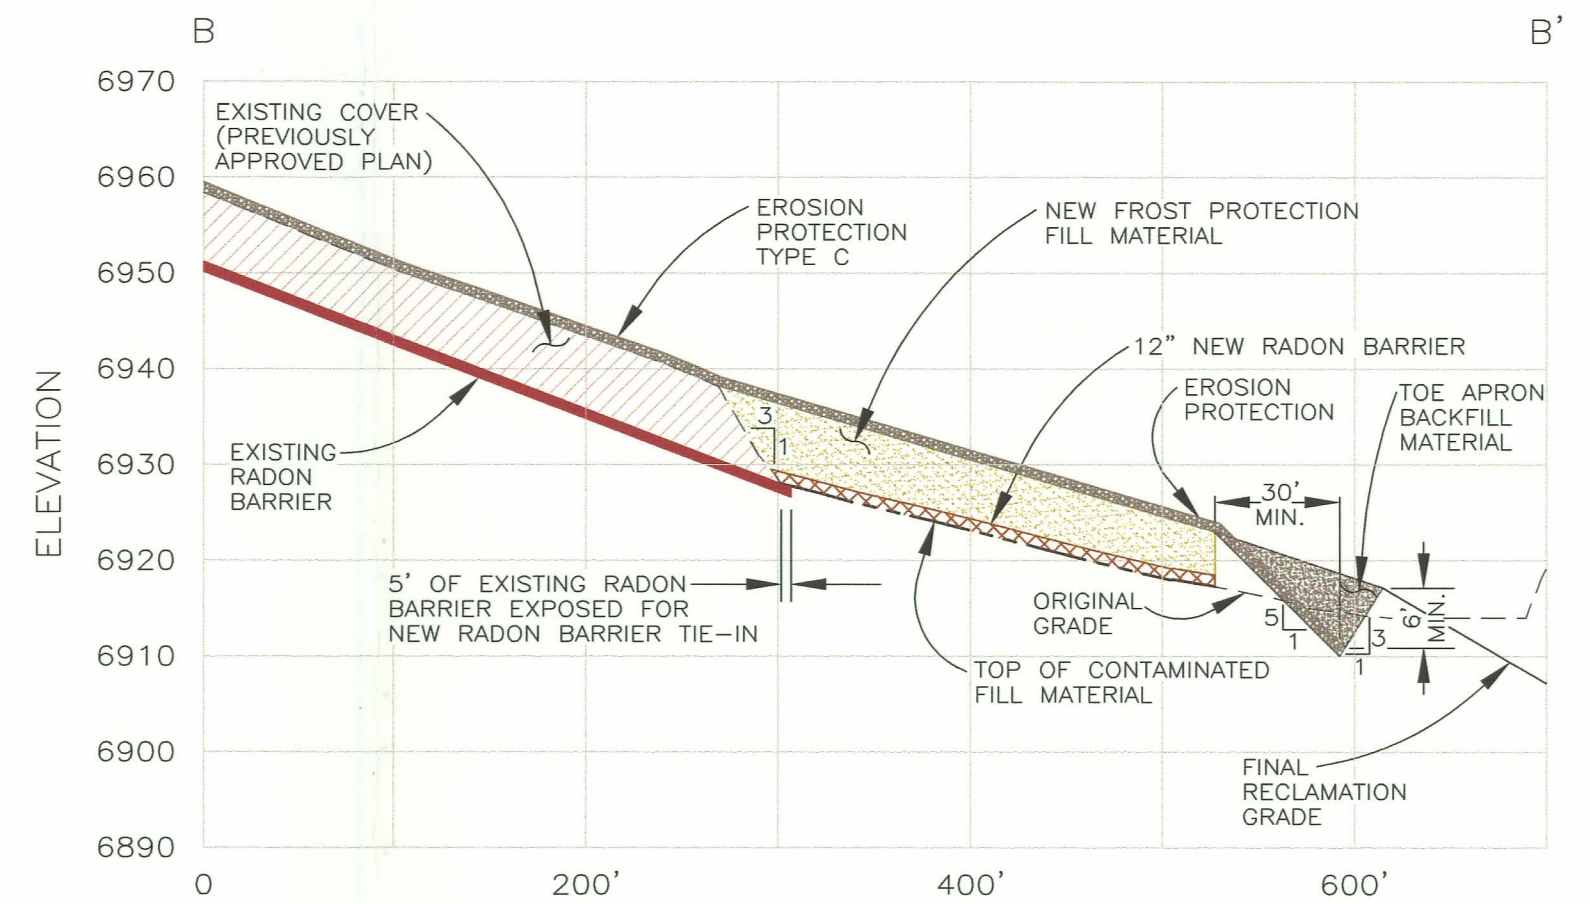 B
B'
6970
EXISTING COVER
(PREVIOUSLY
APPROVED PLAN)
6960
EROSION
PROTECTION
TYPE C
NEW FROST PROTECTION
FILL MATERIAL
6950
12" NEW RADON BARRIER
6940
EROSION
PROTECTION
TOE APRON
BACKFILL
MATERIAL
3
1
EXISTING
RADON
BARRIER
6930
30'
MIN.
ELEVATION
6920
5' OF EXISTING RADON
BARRIER EXPOSED FOR
NEW RADON BARRIER TIE-IN
ORIGINAL
GRADE
5
1
6'
MIN.
3
1
6910
TOP OF CONTAMINATED
FILL MATERIAL
6900
FINAL
RECLAMATION
GRADE
6890
0
200'
400'
600'